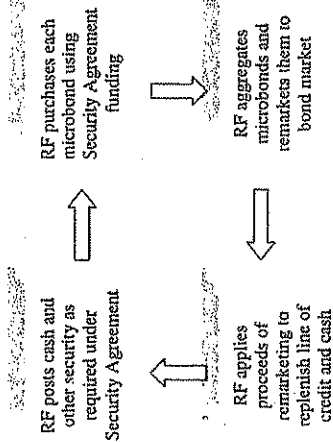 RF posts cash and
other security as
required under
Security Agreement
RF purchases each
microbond using
Security Agreement
funding
RF aggregates
microbonds and
remarkets them to
bond market
RF applies
proceeds of
remarketing to
replenish line of
credit and cash